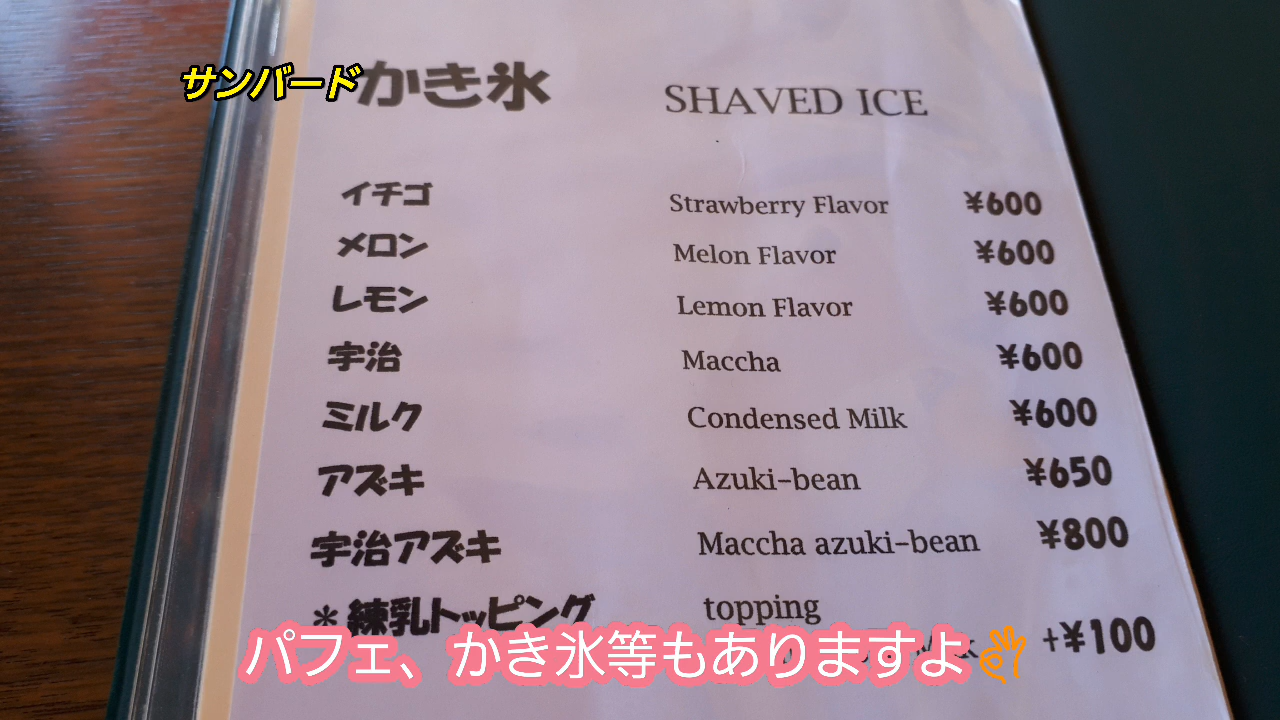 サンバード
かき氷 SHAVED ICE
イチゴ Strawberry Flavor ¥600
メロン Melon Flavor ¥600
レモン Lemon Flavor ¥600
宇治 Maccha ¥600
ミルク Condensed Milk ¥600
アズキ Azuki-bean ¥650
宇治アズキ Maccha azuki-bean ¥800
*練乳トッピング topping
+¥100
パフェ、かき氷等もありますよ👌